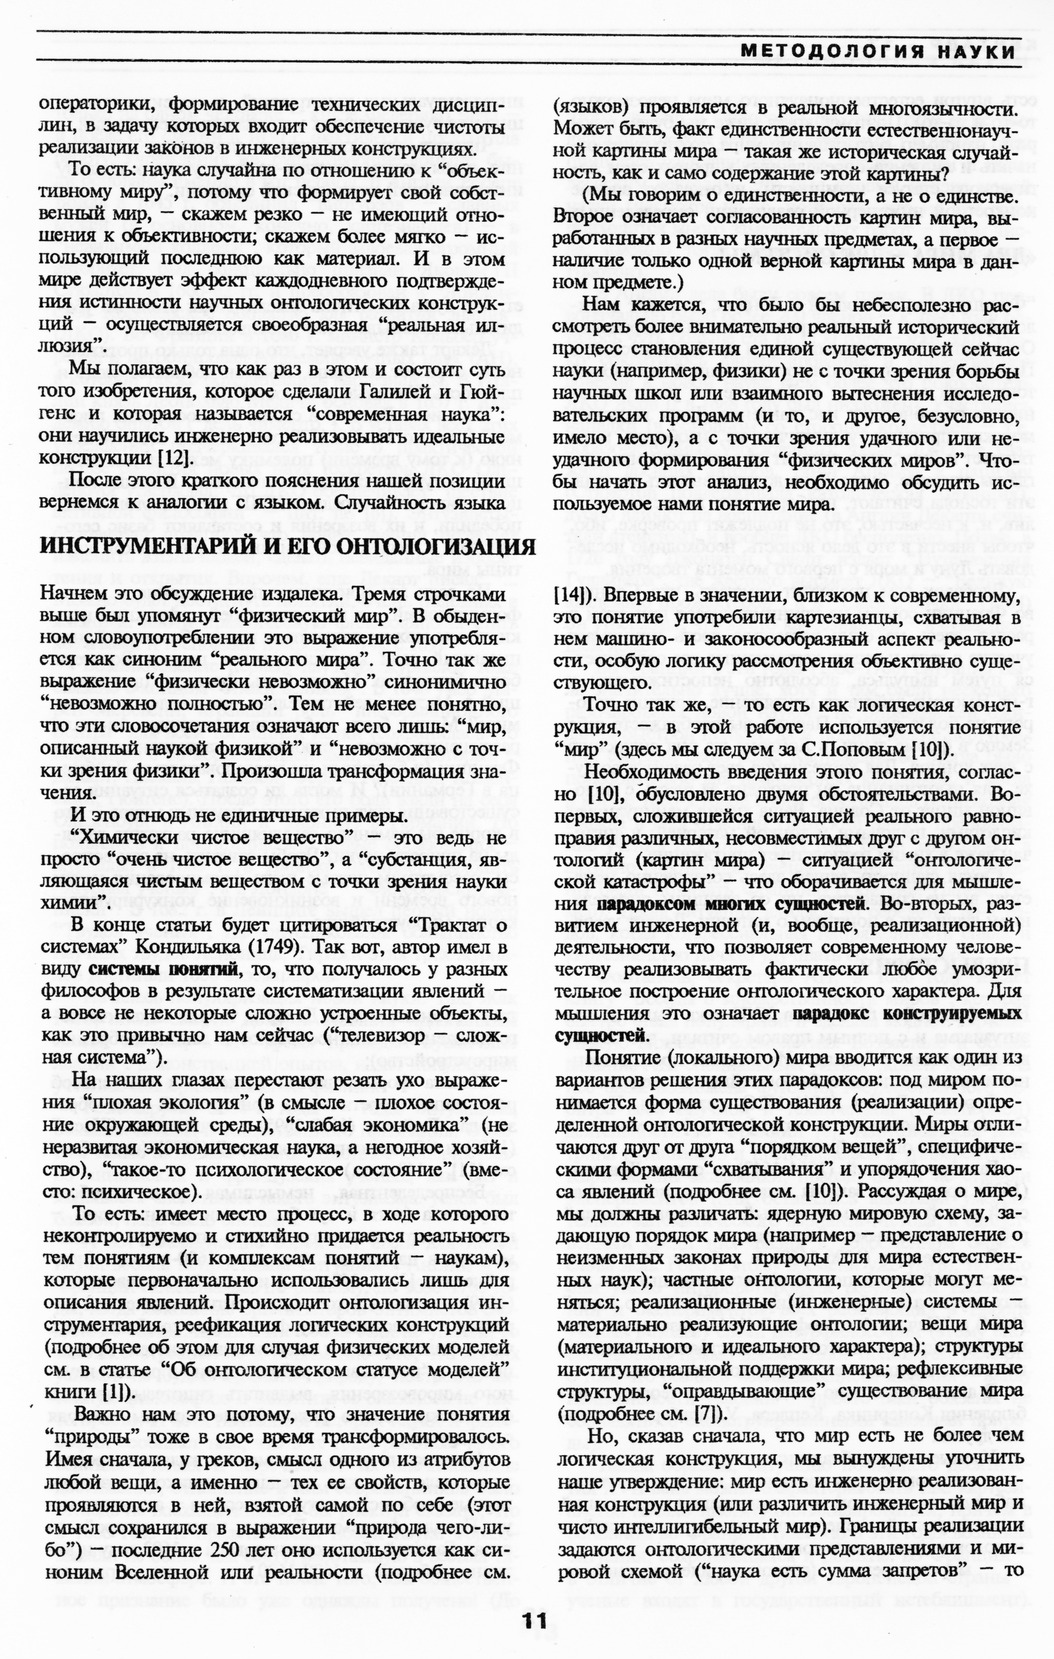 МЕТОДОЛОГИЯ НАУКИ
операторики, формирование технических дисцип-
лин, в задачу которых входит обеспечение чистоты
реализации законов в инженерных конструкциях.
То есть: наука случайна по отношению к “объек-
тивному миру”, потому что формирует свой собст-
венный мир, — скажем резко — не имеющий отно-
шения к объективности; скажем более мягко — ис-
пользующий последнюю как материал. И в этом
мире действует эффект каждодневного подтвержде-
ния истинности научных онтологических конструк-
ций — осуществляется своеобразная “реальная ил-
люзия”.
Мы полагаем, что как раз в этом и состоит суть
того изобретения, которое сделали Галилей и Гюй-
генс и которая называется “современная наука”:
они научились инженерно реализовывать идеальные
конструкции [12].
После этого краткого пояснения нашей позиции
вернемся к аналогии с языком. Случайность языка
(языков) проявляется в реальной многоязычности.
Может быть, факт единственности естественнонауч-
ной картины мира — такая же историческая случай-
ность, как и само содержание этой картины?
(Мы говорим о единственности, а не о единстве.
Второе означает согласованность картин мира, вы-
работанных в разных научных предметах, а первое —
наличие только одной верной картины мира в дан-
ном предмете.)
Нам кажется, что было бы небесполезно рас-
смотреть более внимательно реальный исторический
процесс становления единой существующей сейчас
науки (например, физики) не с точки зрения борьбы
научных школ или взаимного вытеснения исследо-
вательских программ (и то, и другое, безусловно,
имело место), а с точки зрения удачного или не-
удачного формирования “физических миров”. Что-
бы начать этот анализ, необходимо обсудить ис-
пользуемое нами понятие мира.
ИНСТРУМЕНТАРИЙ И ЕГО ОНТОЛОГИЗАЦИЯ
Начнем это обсуждение издалека. Тремя строчками
выше был упомянут “физический мир”. В обыден-
ном словоупотреблении это выражение употребля-
ется как синоним “реального мира”. Точно так же
выражение “физически невозможно” синонимично
“невозможно полностью”. Тем не менее понятно,
что эти словосочетания означают всего лишь: “мир,
описанный наукой физикой” и “невозможно с точ-
ки зрения физики”. Произошла трансформация зна-
чения.
И это отнюдь не единичные примеры.
“Химически чистое вещество” — это ведь не
просто “очень чистое вещество”, а “субстанция, яв-
ляющаяся чистым веществом с точки зрения науки
химии”.
В конце статьи будет цитироваться “Трактат о
системах” Кондильяка (1749). Так вот, автор имел в
виду системы понятий, то, что получалось у разных
философов в результате систематизации явлений —
а вовсе не некоторые сложно устроенные объекты,
как это привычно нам сейчас (“телевизор — слож-
ная система”).
На наших глазах перестают резать ухо выраже-
ния “плохая экология” (в смысле — плохое состоя-
ние окружающей среды), “слабая экономика” (не
неразвитая экономическая наука, а негодное хозяй-
ство), “такое-то психологическое состояние” (вме-
сто: психическое).
То есть: имеет место процесс, в ходе которого
неконтролируемо и стихийно придается реальность
тем понятиям (и комплексам понятий — наукам),
которые первоначально использовались лишь для
описания явлений. Происходит онтологизация ин-
струментария, реефикация логических конструкций
(подробнее об этом для случая физических моделей
см. в статье “Об онтологическом статусе моделей”
книги [1]).
Важно нам это потому, что значение понятия
“природы” тоже в свое время трансформировалось.
Имея сначала, у греков, смысл одного из атрибутов
любой вещи, а именно — тех ее свойств, которые
проявляются в ней, взятой самой по себе (этот
смысл сохранился в выражении “природа чего-ли-
бо”) — последние 250 лет оно используется как си-
ноним Вселенной или реальности (подробнее см.
[14]). Впервые в значении, близком к современному,
это понятие употребили картезианцы, схватывая в
нем машино- и законосообразный аспект реально-
сти, особую логику рассмотрения объективно суще-
ствующего.
Точно так же, — то есть как логическая конст-
рукция, — в этой работе используется понятие
“мир” (здесь мы следуем за С.Поповым [10]).
Необходимость введения этого понятия, соглас-
но [10], обусловлено двумя обстоятельствами. Во-
первых, сложившейся ситуацией реального равно-
правия различных, несовместимых друг с другом он-
тологий (картин мира) — ситуацией “онтологиче-
ской катастрофы” — что оборачивается для мышле-
ния парадоксом многих сущностей. Во-вторых, раз-
витием инженерной (и, вообще, реализационной)
деятельности, что позволяет современному челове-
честву реализовывать фактически любое умозри-
тельное построение онтологического характера. Для
мышления это означает парадокс конструируемых
сущностей.
Понятие (локального) мира вводится как один из
вариантов решения этих парадоксов: под миром по-
нимается форма существования (реализации) опре-
деленной онтологической конструкции. Миры отли-
чаются друг от друга “порядком вещей”, специфиче-
скими формами “схватывания” и упорядочения хао-
са явлений (подробнее см. [10]). Рассуждая о мире,
мы должны различать: ядерную мировую схему, за-
дающую порядок мира (например — представление о
неизменных законах природы для мира естествен-
ных наук); частные онтологии, которые могут ме-
няться; реализационные (инженерные) системы —
материально реализующие онтологии; вещи мира
(материального и идеального характера); структуры
институциональной поддержки мира; рефлексивные
структуры, “оправдывающие” существование мира
(подробнее см. [7]).
Но, сказав сначала, что мир есть не более чем
логическая конструкция, мы вынуждены уточнить
наше утверждение: мир есть инженерно реализован-
ная конструкция (или различить инженерный мир и
чисто интеллигибельный мир). Границы реализации
задаются онтологическими представлениями и ми-
ровой схемой (“наука есть сумма запретов” — то
11